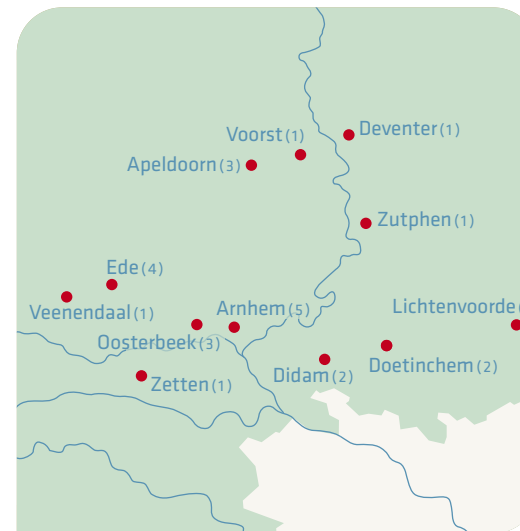 Deventer (1)
Voorst (1)
Apeldoorn (3)
Zutphen (1)
Ede (4)
Veenendaal (1)
Arnhem (5)
Lichtenvoorde (
Oosterbeek (3)
Doetinchem (2)
Didam (2)
Zetten (1)